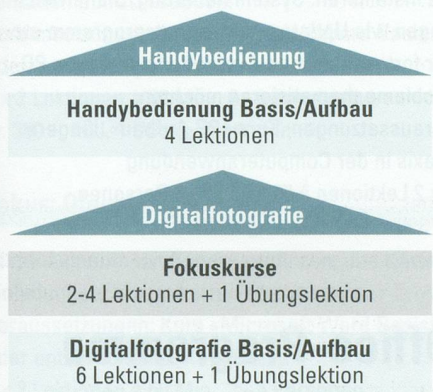 Handybedienung
Handybedienung Basis/Aufbau
4 Lektionen
Digitalfotografie
Fokuskurse
2-4 Lektionen + 1 Übungslektion
Digitalfotografie Basis/Aufbau
6 Lektionen - 1 Übungslektion